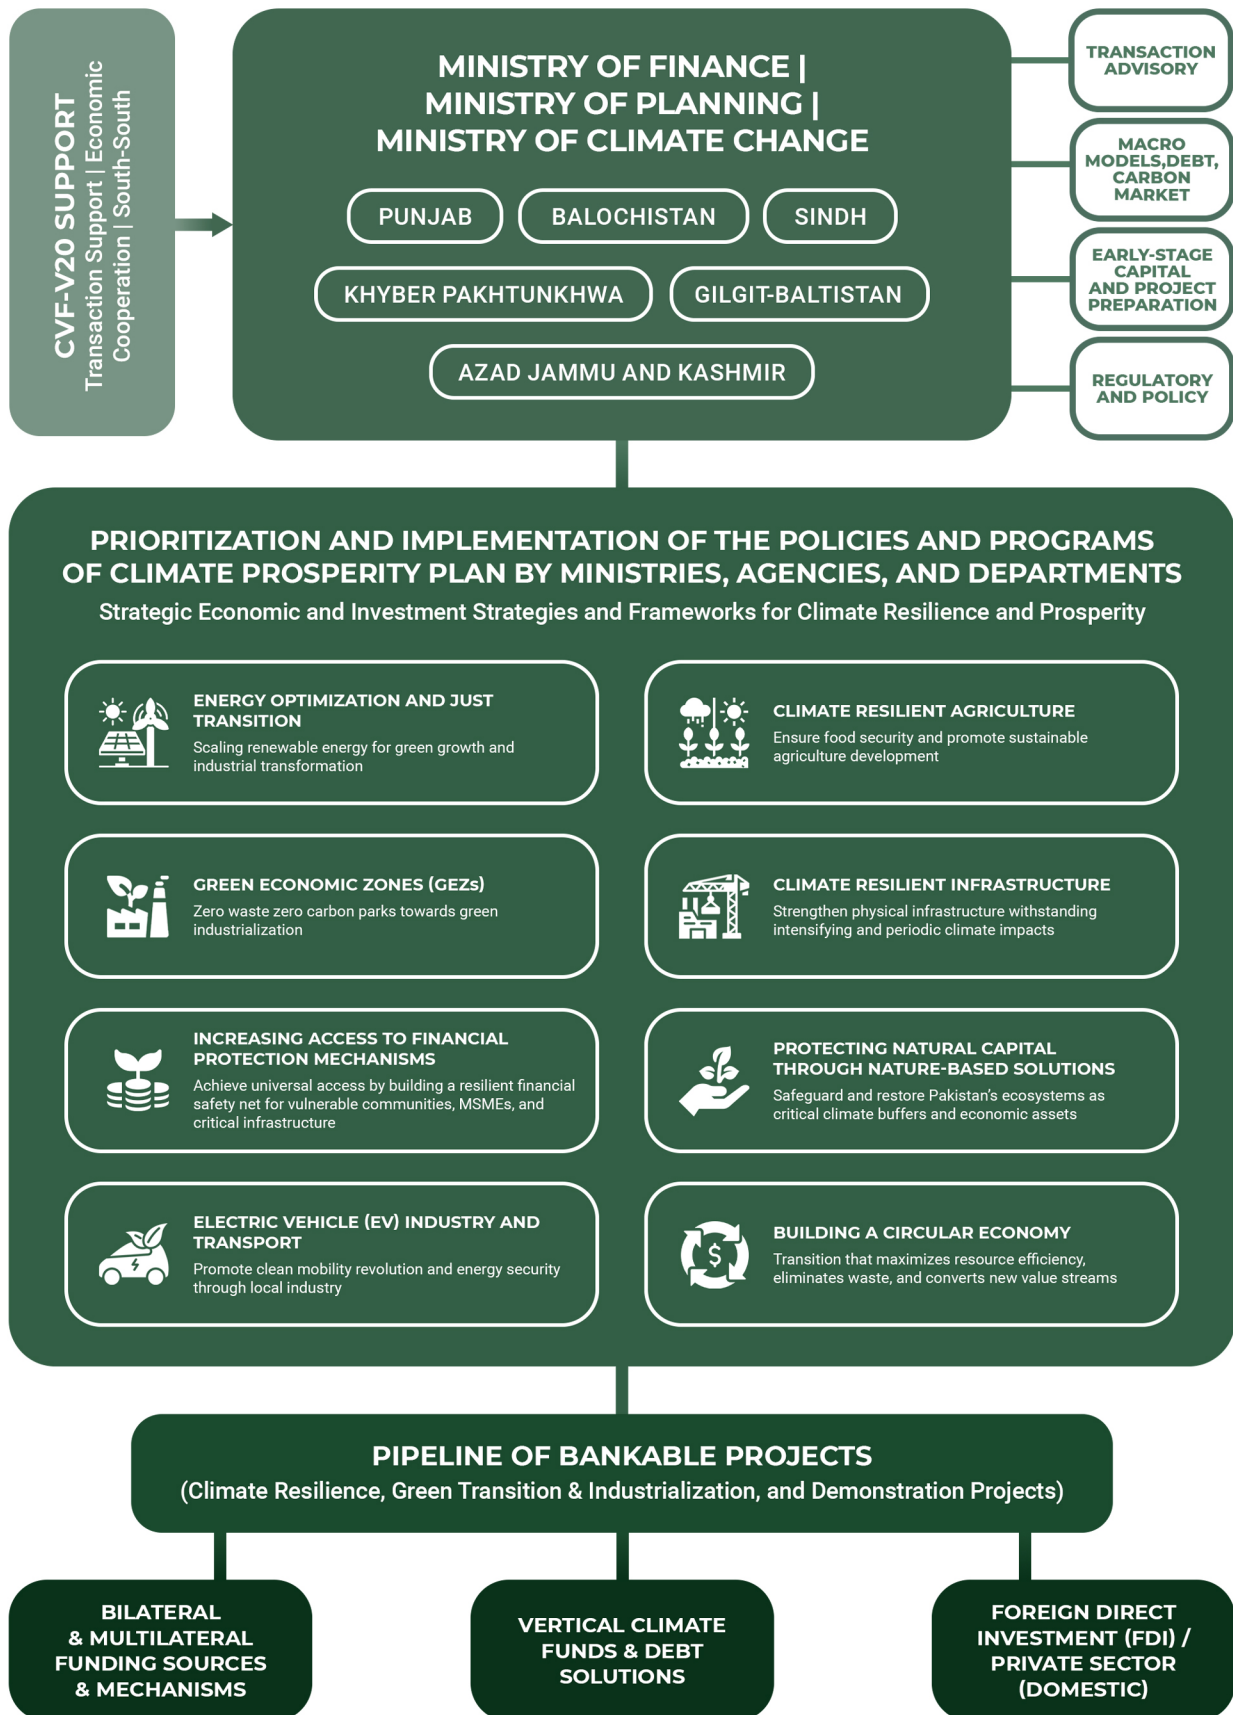 CVF-V20 SUPPORT
Transaction Support | Economic
Cooperation | South-South
MINISTRY OF FINANCE |
MINISTRY OF PLANNING |
MINISTRY OF CLIMATE CHANGE
PUNJAB
BALOCHISTAN
SINDH
KHYBER PAKHTUNKHWA
GILGIT-BALTISTAN
AZAD JAMMU AND KASHMIR
TRANSACTION
ADVISORY
MACRO
MODELS,DEBT,
CARBON
MARKET
EARLY-STAGE
CAPITAL
AND PROJECT
PREPARATION
REGULATORY
AND POLICY
PRIORITIZATION AND IMPLEMENTATION OF THE POLICIES AND PROGRAMS
OF CLIMATE PROSPERITY PLAN BY MINISTRIES, AGENCIES, AND DEPARTMENTS
Strategic Economic and Investment Strategies and Frameworks for Climate Resilience and Prosperity
ENERGY OPTIMIZATION AND JUST
TRANSITION
Scaling renewable energy for green growth and
industrial transformation
CLIMATE RESILIENT AGRICULTURE
Ensure food security and promote sustainable
agriculture development
GREEN ECONOMIC ZONES (GEZs)
Zero waste zero carbon parks towards green
industrialization
CLIMATE RESILIENT INFRASTRUCTURE
Strengthen physical infrastructure withstanding
intensifying and periodic climate impacts
INCREASING ACCESS TO FINANCIAL
PROTECTION MECHANISMS
Achieve universal access by building a resilient financial
safety net for vulnerable communities, MSMEs, and
critical infrastructure
PROTECTING NATURAL CAPITAL
THROUGH NATURE-BASED SOLUTIONS
Safeguard and restore Pakistan's ecosystems as
critical climate buffers and economic assets
ELECTRIC VEHICLE (EV) INDUSTRY AND
TRANSPORT
Promote clean mobility revolution and energy security
through local industry
$
BUILDING A CIRCULAR ECONOMY
Transition that maximizes resource efficiency,
eliminates waste, and converts new value streams
PIPELINE OF BANKABLE PROJECTS
(Climate Resilience, Green Transition & Industrialization, and Demonstration Projects)
BILATERAL
& MULTILATERAL
FUNDING SOURCES
& MECHANISMS
VERTICAL CLIMATE
FUNDS & DEBT
SOLUTIONS
FOREIGN DIRECT
INVESTMENT (FDI) /
PRIVATE SECTOR
(DOMESTIC)